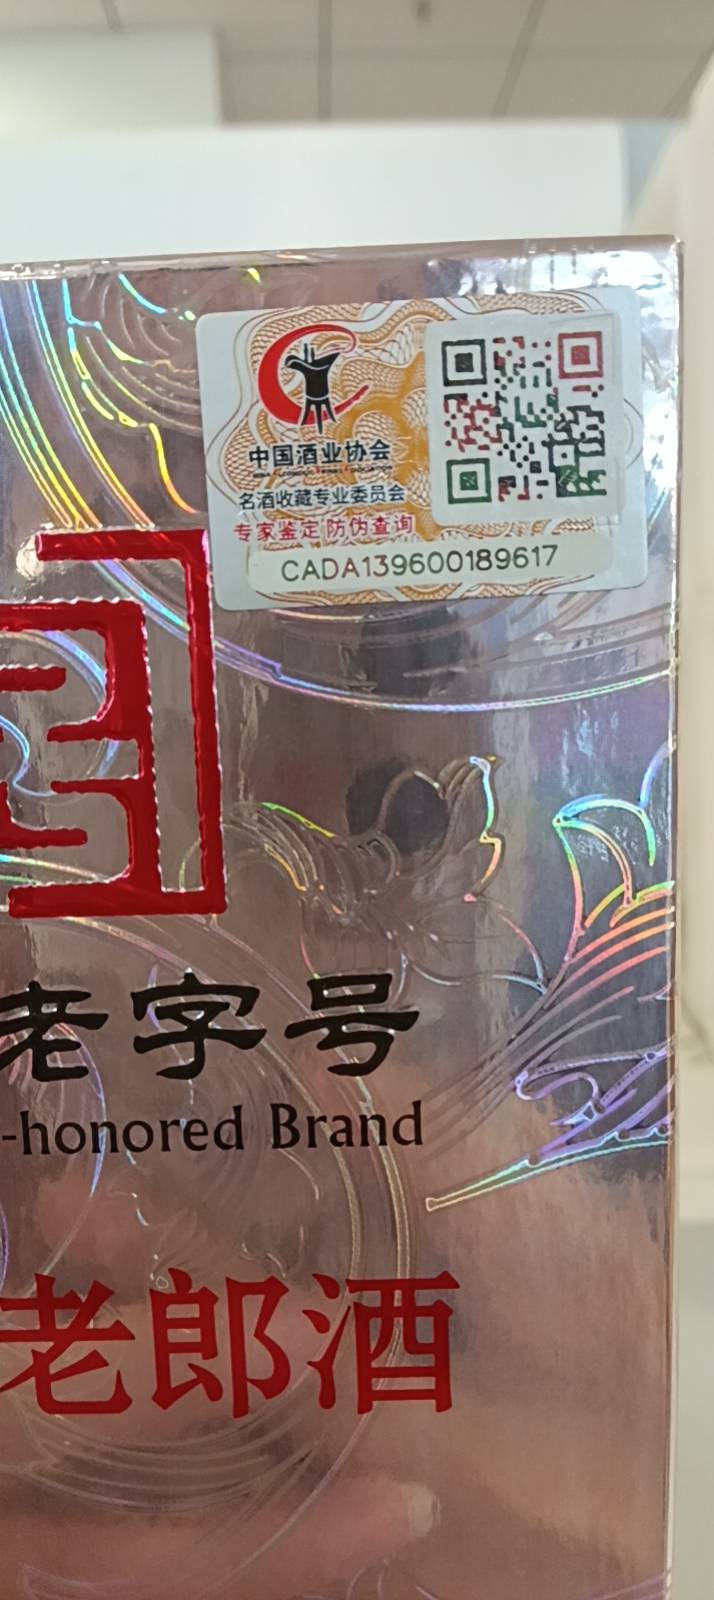 中国酒业协会
名酒收藏专业委员会
专家鉴定 防伪查询
CADA139600189617
老字号
-honored Brand
老郎酒